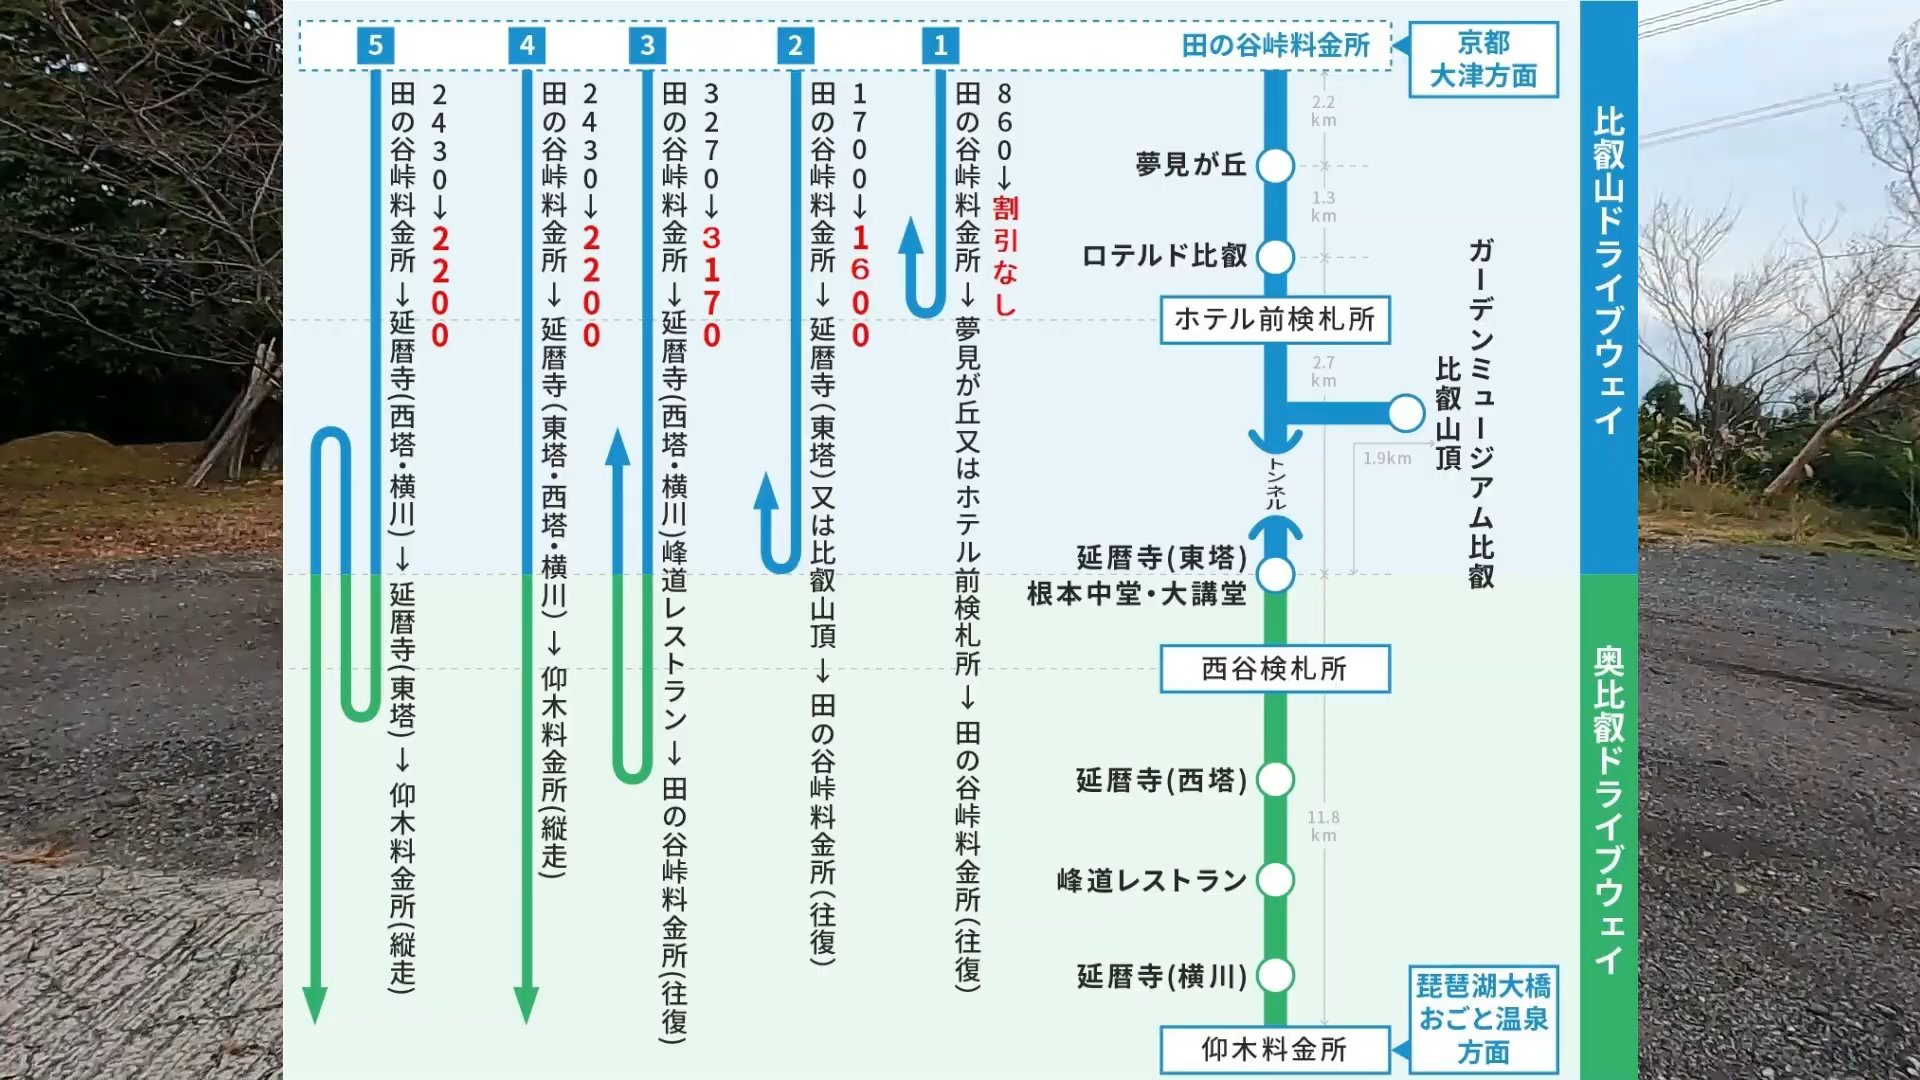 5
4
3
2
1
田の谷峠料金所
京都
大津方面
860→割引なし
田の谷峠料金所→夢見が丘又はホテル前検札所→田の谷峠料金所(往復)
1700→1600
田の谷峠料金所→延暦寺(東塔)又は比叡山頂→田の谷峠料金所(往復)
3270→3170
田の谷峠料金所→延暦寺(西塔・横川)峰道レストラン→田の谷峠料金所(往復)
2430→2200
田の谷峠料金所→延暦寺(東塔・西塔・横川)→仰木料金所(縦走)
2430→2200
田の谷峠料金所→延暦寺(西塔・横川)→延暦寺(東塔)→仰木料金所(縦走)
2.2
km
夢見が丘
1.3
km
ロテルド比叡
ホテル前検札所
2.7
km
ガーデンミュージアム比叡
比叡山頂
1.9km
トンネル
延暦寺(東塔)
根本中堂・大講堂
西谷検札所
延暦寺(西塔)
11.8
km
峰道レストラン
延暦寺(横川)
仰木料金所
琵琶湖大橋
おごと温泉
方面
比叡山ドライブウェイ
奥比叡ドライブウェイ